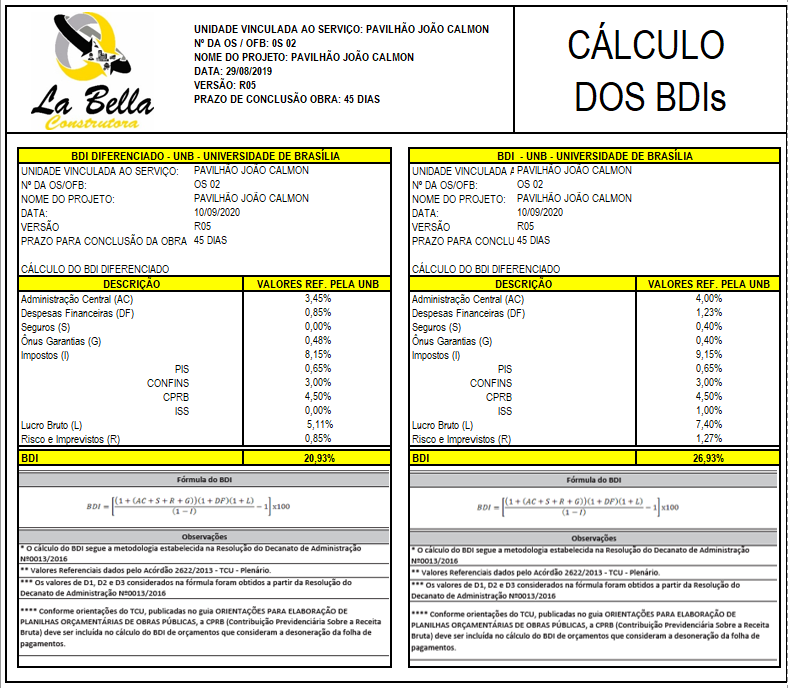 La Bella
Construtora
UNIDADE VINCULADA AO SERVIÇO: PAVILHÃO JOÃO CALMON
Nº DA OS / OFB: 0S 02
NOME DO PROJETO: PAVILHÃO JOÃO CALMON
DATA: 29/08/2019
VERSÃO: R05
PRAZO DE CONCLUSÃO OBRA: 45 DIAS
CÁLCULO
DOS BDIs
BDI DIFERENCIADO - UNB - UNIVERSIDADE DE BRASÍLIA
UNIDADE VINCULADA AO SERVIÇO: PAVILHÃO JOÃO CALMON
Nº DA OS/OFB: OS 02
NOME DO PROJETO: PAVILHÃO JOÃO CALMON
DATA: 10/09/2020
VERSÃO R05
PRAZO PARA CONCLUSÃO DA OBRA 45 DIAS
CÁLCULO DO BDI DIFERENCIADO
DESCRIÇÃO VALORES REF. PELA UNB
Administração Central (AC) 3,45%
Despesas Financeiras (DF) 0,85%
Seguros (S) 0,00%
Ônus Garantias (G) 0,48%
Impostos (I) 8,15%
PIS 0,65%
CONFINS 3,00%
CPRB 4,50%
ISS 0,00%
Lucro Bruto (L) 5,11%
Risco e Imprevistos (R) 0,85%
BDI 20,93%
Fórmula do BDI
BDI = [(1 + (AC + S + R + G))(1 + DF)(1 + L) / (1 − I) − 1] x100
Observações
* O cálculo do BDI segue a metodologia estabelecida na Resolução do Decanato de Administração
Nº0013/2016
** Valores Referenciais dados pelo Acórdão 2622/2013 - TCU - Plenário.
*** Os valores de D1, D2 e D3 considerados na fórmula foram obtidos a partir da Resolução do
Decanato de Administração Nº0013/2016
**** Conforme orientações do TCU, publicadas no guia ORIENTAÇÕES PARA ELABORAÇÃO DE
PLANILHAS ORÇAMENTÁRIAS DE OBRAS PÚBLICAS, a CPRB (Contribuição Previdenciária Sobre a Receita
Bruta) deve ser incluída no cálculo do BDI de orçamentos que consideram a desoneração da folha de
pagamentos.
BDI - UNB - UNIVERSIDADE DE BRASÍLIA
UNIDADE VINCULADA A PAVILHÃO JOÃO CALMON
Nº DA OS/OFB: OS 02
NOME DO PROJETO: PAVILHÃO JOÃO CALMON
DATA: 10/09/2020
VERSÃO R05
PRAZO PARA CONCLU 45 DIAS
CÁLCULO DO BDI DIFERENCIADO
DESCRIÇÃO VALORES REF. PELA UNB
Administração Central (AC) 4,00%
Despesas Financeiras (DF) 1,23%
Seguros (S) 0,40%
Ônus Garantias (G) 0,40%
Impostos (I) 9,15%
PIS 0,65%
CONFINS 3,00%
CPRB 4,50%
ISS 1,00%
Lucro Bruto (L) 7,40%
Risco e Imprevistos (R) 1,27%
BDI 26,93%
Fórmula do BDI
BDI = [(1 + (AC + S + R + G))(1 + DF)(1 + L) / (1 − I) − 1] x100
Observações
* O cálculo do BDI segue a metodologia estabelecida na Resolução do Decanato de Administração
Nº0013/2016
** Valores Referenciais dados pelo Acórdão 2622/2013 - TCU - Plenário.
*** Os valores de D1, D2 e D3 considerados na fórmula foram obtidos a partir da Resolução do
Decanato de Administração Nº0013/2016
**** Conforme orientações do TCU, publicadas no guia ORIENTAÇÕES PARA ELABORAÇÃO DE
PLANILHAS ORÇAMENTÁRIAS DE OBRAS PÚBLICAS, a CPRB (Contribuição Previdenciária Sobre a Receita
Bruta) deve ser incluída no cálculo do BDI de orçamentos que consideram a desoneração da folha de
pagamentos.